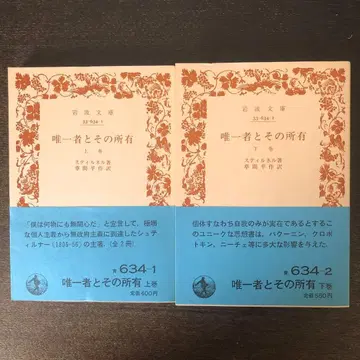 岩波文庫
33-634-1
唯一者とその所有
上巻
スティルネル著
草間平作訳
「僕は何物にも無関心だ」と宣言して、極端
な個人主義から無政府主義に到達したシュテ
ィルナー(1806-56)の主著。(全2冊)
青634-1
唯一者とその所有 上巻
定価400円
岩波文庫
唯一者とその所有
下巻
スティルネル著
草間平作訳
個体すなわち自我のみが実在であるとするこ
のユニークな思想書は、バクーニン、クロポ
トキン、ニーチェ等に多大な影響を与えた。
青634-2
唯一者とその所有 下巻
定価500円